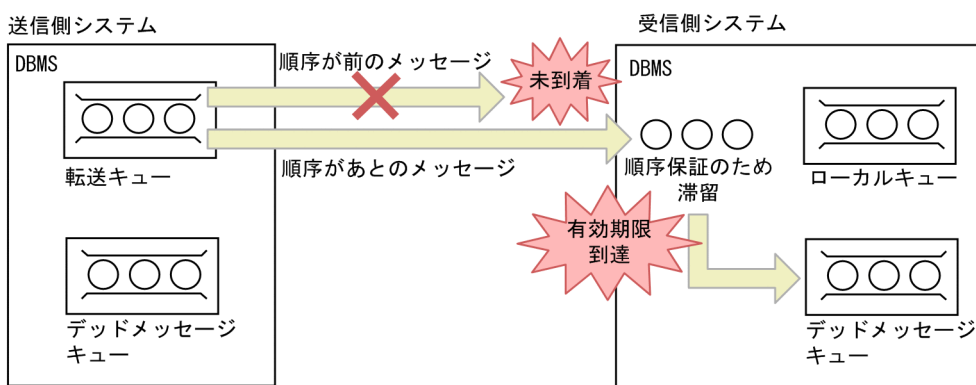 送信側システム
受信側システム
DBMS
順序が前のメッセージ
未到着
DBMS
順序があとのメッセージ
転送キュー
順序保証のため
滞留
ローカルキュー
有効期限
到達
デッドメッセージ
キュー
デッドメッセージ
キュー